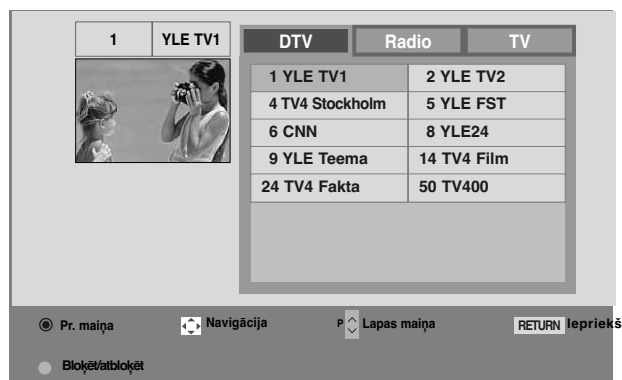 1 YLE TV1
DTV Radio TV
1 YLE TV1 2 YLE TV2
4 TV4 Stockholm 5 YLE FST
6 CNN 8 YLE24
9 YLE Teema 14 TV4 Film
24 TV4 Fakta 50 TV400
Pr. maiņa Navigācija P Lapas maiņa RETURN Iepriekš
Bloķēt/atbloķēt